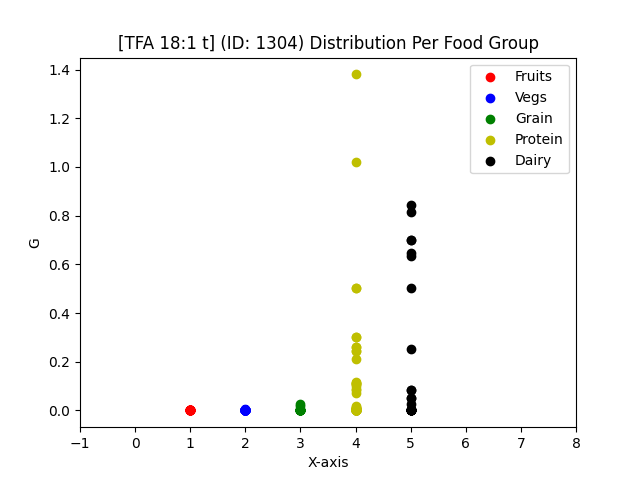 [TFA 18:1 t] (ID: 1304) Distribution Per Food Group
Fruits
Vegs
Grain
Protein
Dairy
G
1.4
1.2
1.0
0.8
0.6
0.4
0.2
0.0
−1 0 1 2 3 4 5 6 7 8
X-axis